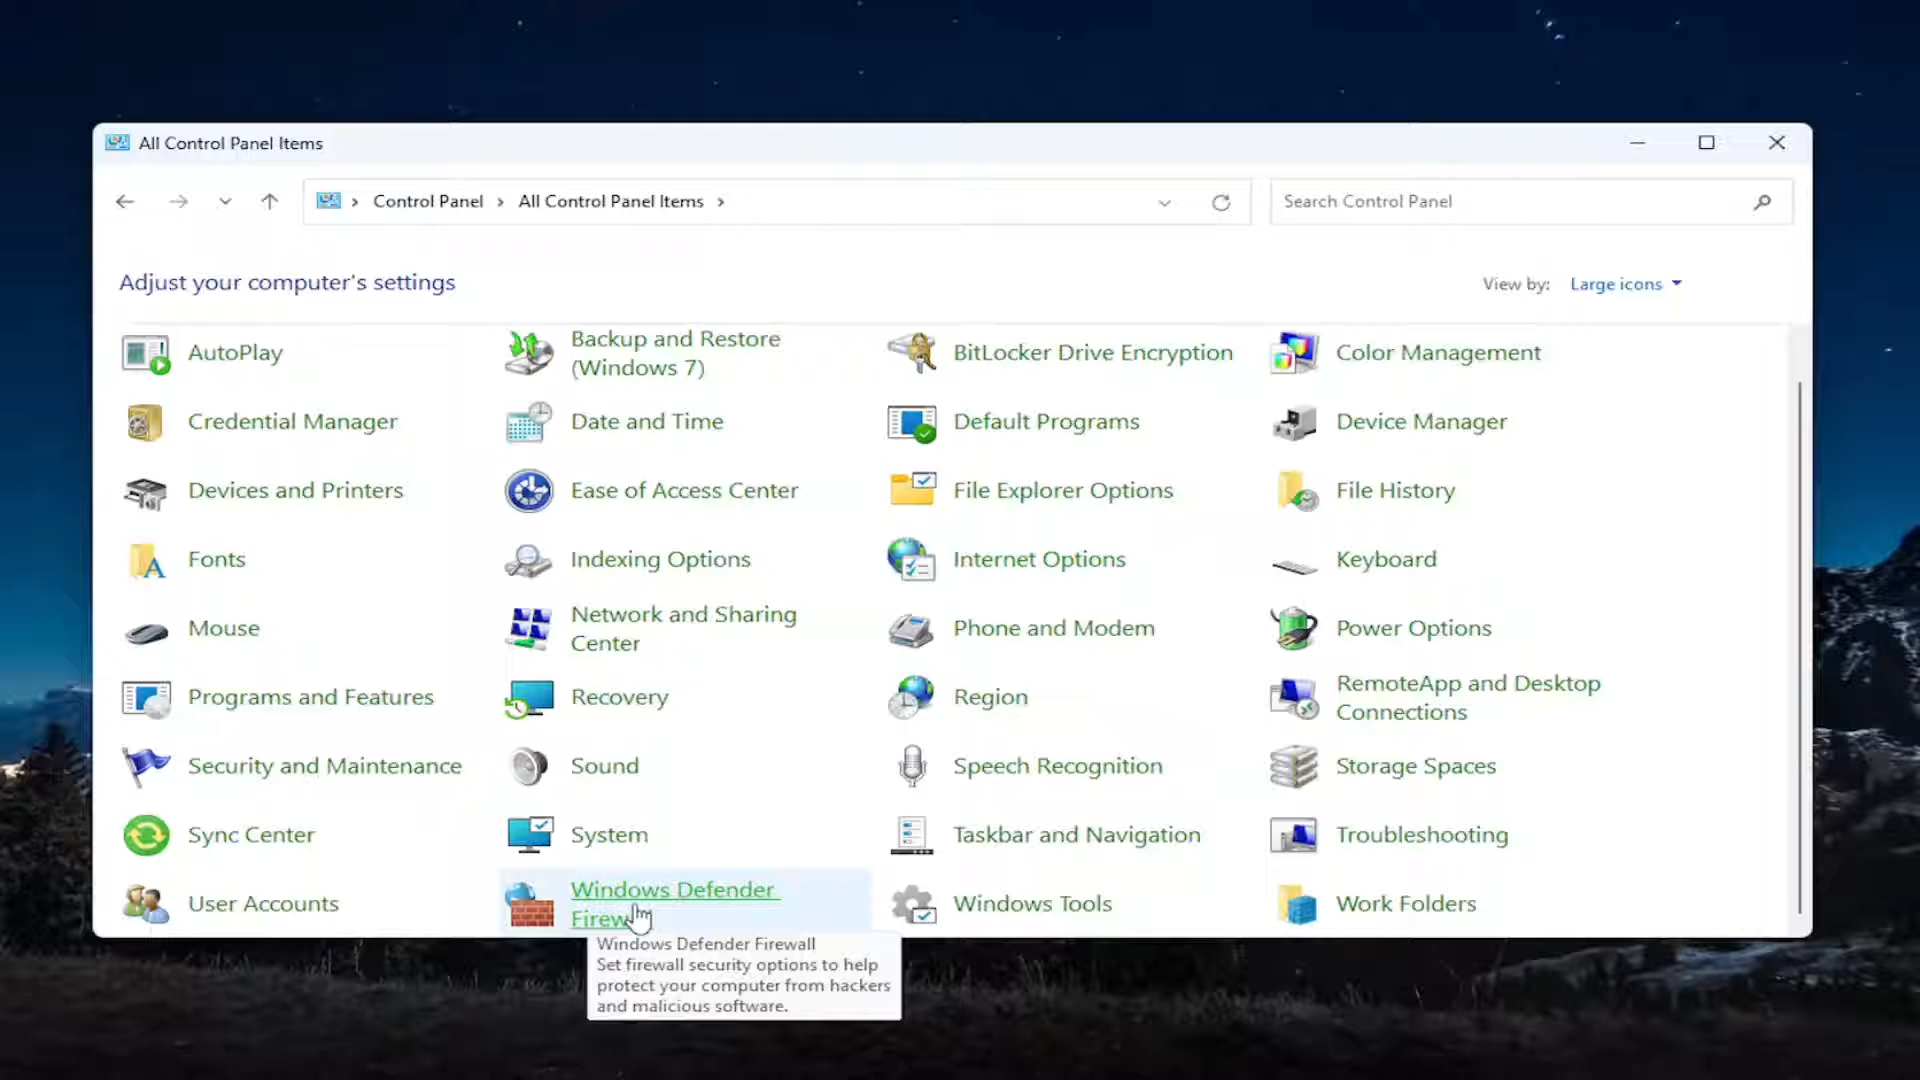 All Control Panel Items
Control Panel > All Control Panel Items >
Search Control Panel
Adjust your computer's settings
View by: Large icons
AutoPlay
Backup and Restore
(Windows 7)
BitLocker Drive Encryption
Color Management
Credential Manager
Date and Time
Default Programs
Device Manager
Devices and Printers
Ease of Access Center
File Explorer Options
File History
Fonts
Indexing Options
Internet Options
Keyboard
Mouse
Network and Sharing
Center
Phone and Modem
Power Options
Programs and Features
Recovery
Region
RemoteApp and Desktop
Connections
Security and Maintenance
Sound
Speech Recognition
Storage Spaces
Sync Center
System
Taskbar and Navigation
Troubleshooting
User Accounts
Windows Defender
Firew
Windows Tools
Work Folders
Windows Defender Firewall
Set firewall security options to help
protect your computer from hackers
and malicious software.